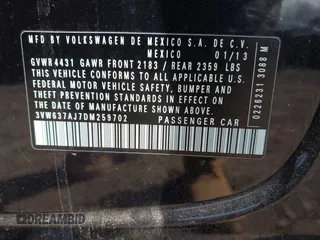 MFD. BY VOLKSWAGEN DE MEXICO S.A. DE C.V.
MEXICO 01/13
GVWR 4431 GAWR FRONT 2183 / REAR 2359 LBS
THIS VEHICLE CONFORMS TO ALL APPLICABLE
FEDERAL MOTOR VEHICLE SAFETY, BUMPER AND
THEFT PREVENTION STANDARDS IN EFFECT ON THE
DATE OF MANUFACTURE SHOWN ABOVE.
3VW637AJ7DM259702 PASSENGER CAR
0226231 3088 M
© DREAMBID